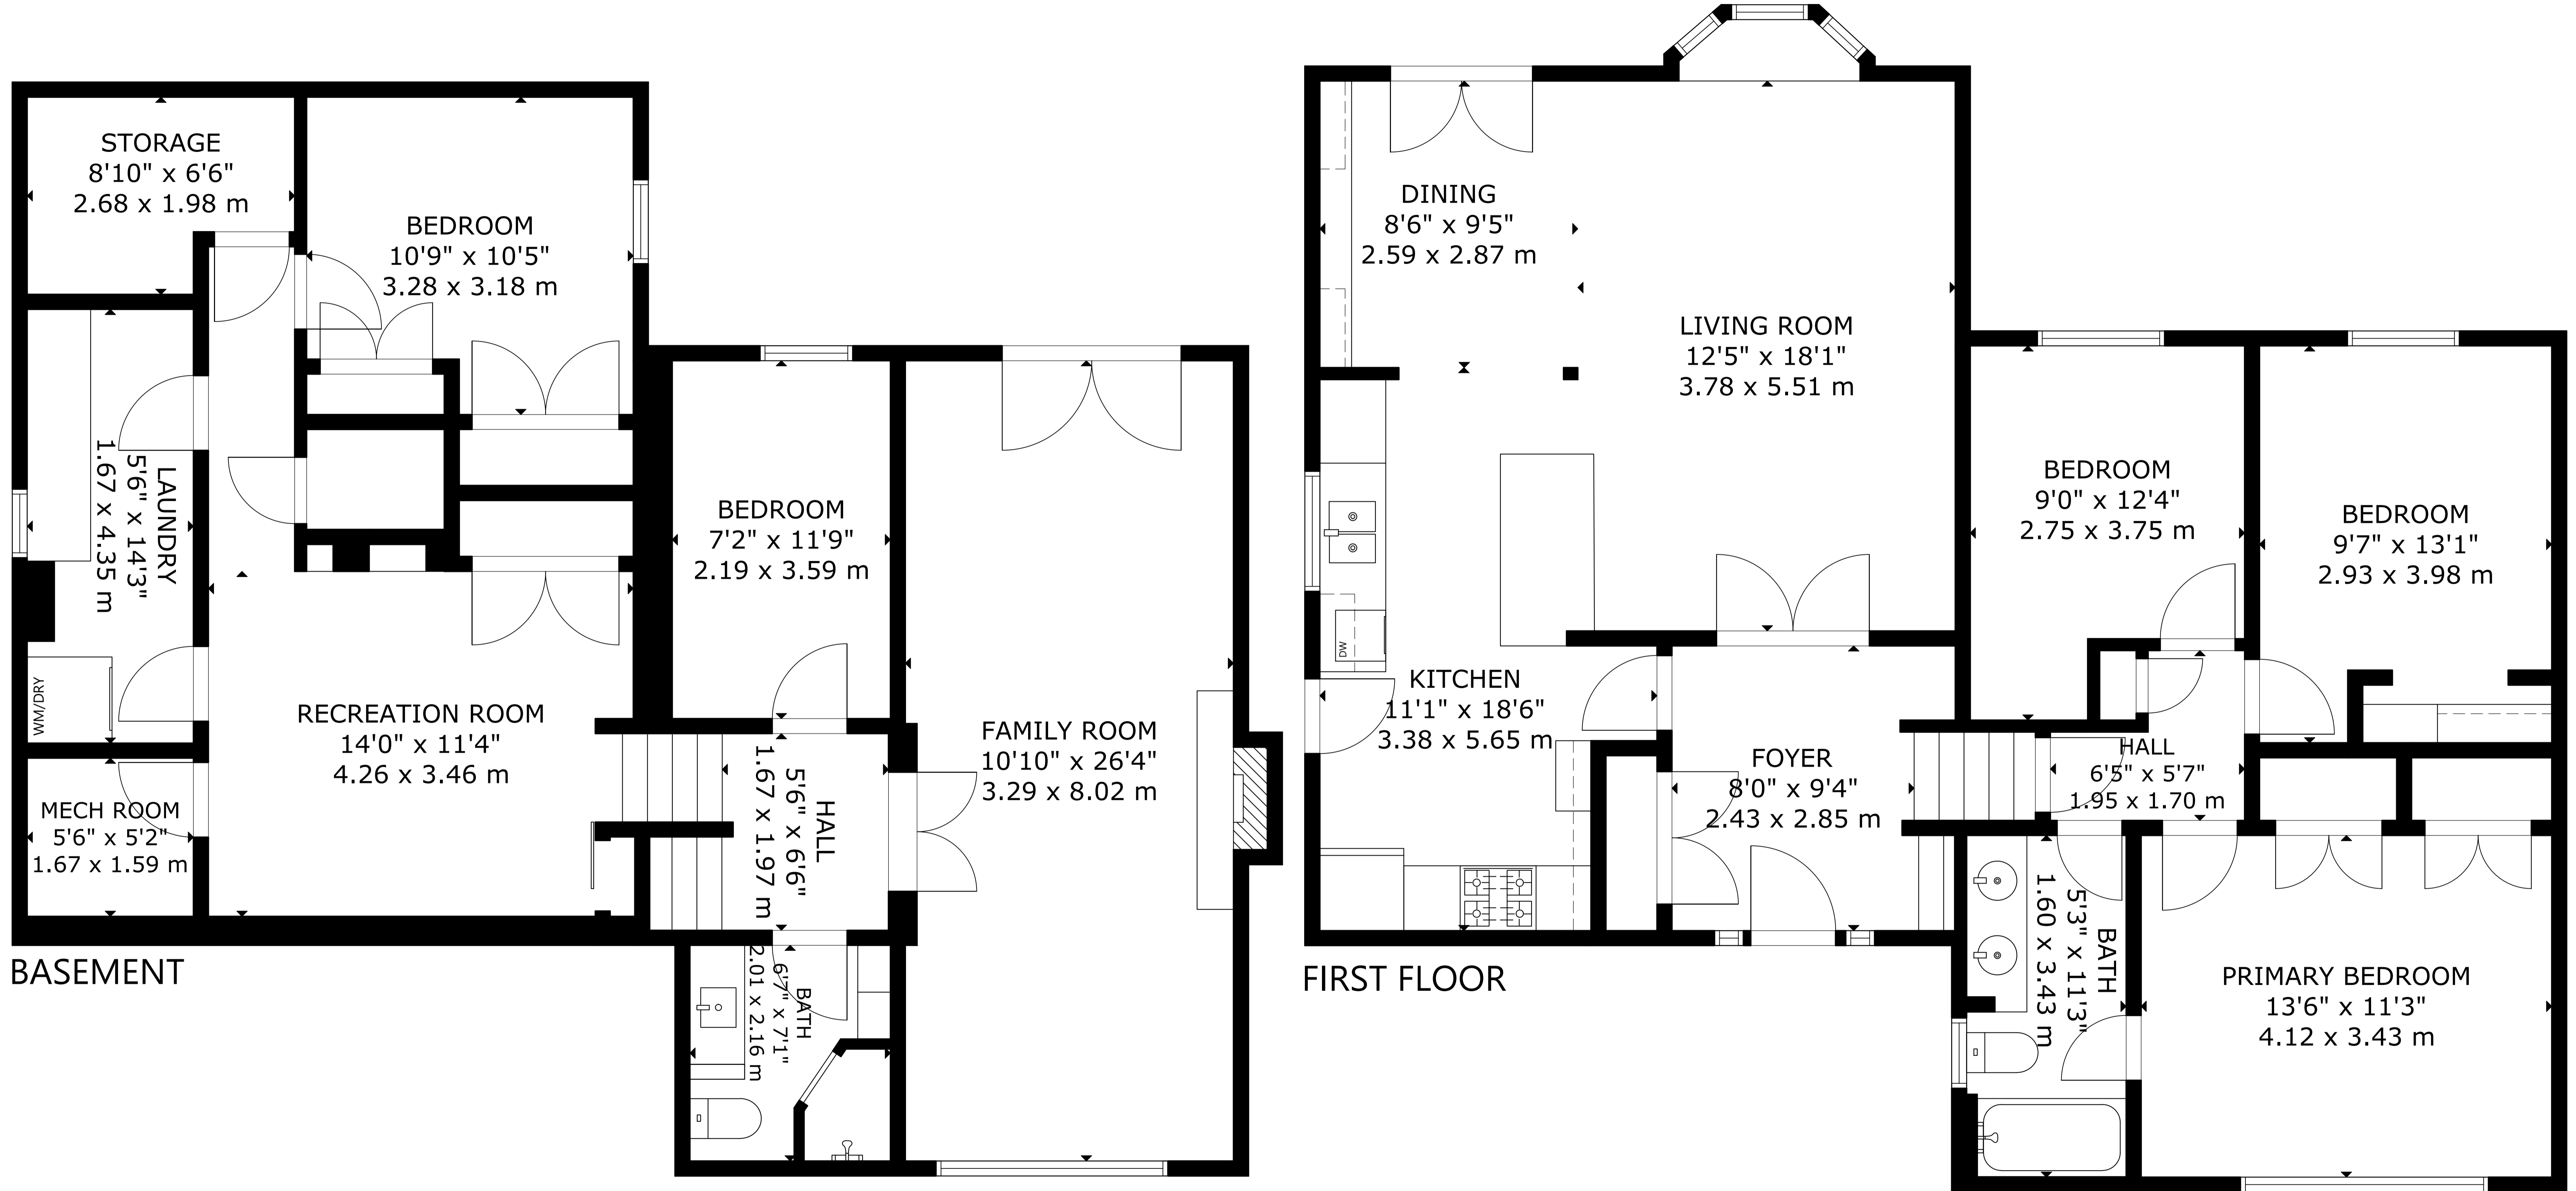 STORAGE
8'10" x 6'6"
2.68 x 1.98 m
BEDROOM
10'9" x 10'5"
3.28 x 3.18 m
LAUNDRY
5'6" x 14'3"
1.67 x 4.35 m
WM/DRY
RECREATION ROOM
14'0" x 11'4"
4.26 x 3.46 m
MECH ROOM
5'6" x 5'2"
1.67 x 1.59 m
BEDROOM
7'2" x 11'9"
2.19 x 3.59 m
FAMILY ROOM
10'10" x 26'4"
3.29 x 8.02 m
HALL
5'6" x 6'6"
1.67 x 1.97 m
BATH
6'7" x 7'1"
2.01 x 2.16 m
BASEMENT
DINING
8'6" x 9'5"
2.59 x 2.87 m
LIVING ROOM
12'5" x 18'1"
3.78 x 5.51 m
DW
KITCHEN
11'1" x 18'6"
3.38 x 5.65 m
FOYER
8'0" x 9'4"
2.43 x 2.85 m
BEDROOM
9'0" x 12'4"
2.75 x 3.75 m
BEDROOM
9'7" x 13'1"
2.93 x 3.98 m
HALL
6'5" x 5'7"
1.95 x 1.70 m
BATH
5'3" x 11'3"
1.60 x 3.43 m
PRIMARY BEDROOM
13'6" x 11'3"
4.12 x 3.43 m
FIRST FLOOR